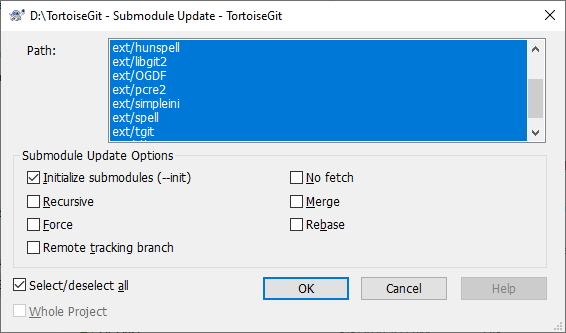 D:\TortoiseGit - Submodule Update - TortoiseGit
Path:
ext/hunspell
ext/libgit2
ext/OGDF
ext/pcre2
ext/simpleini
ext/spell
ext/tgit
Submodule Update Options
Initialize submodules (--init)
No fetch
Recursive
Merge
Force
Rebase
Remote tracking branch
Select/deselect all
OK
Cancel
Help
Whole Project